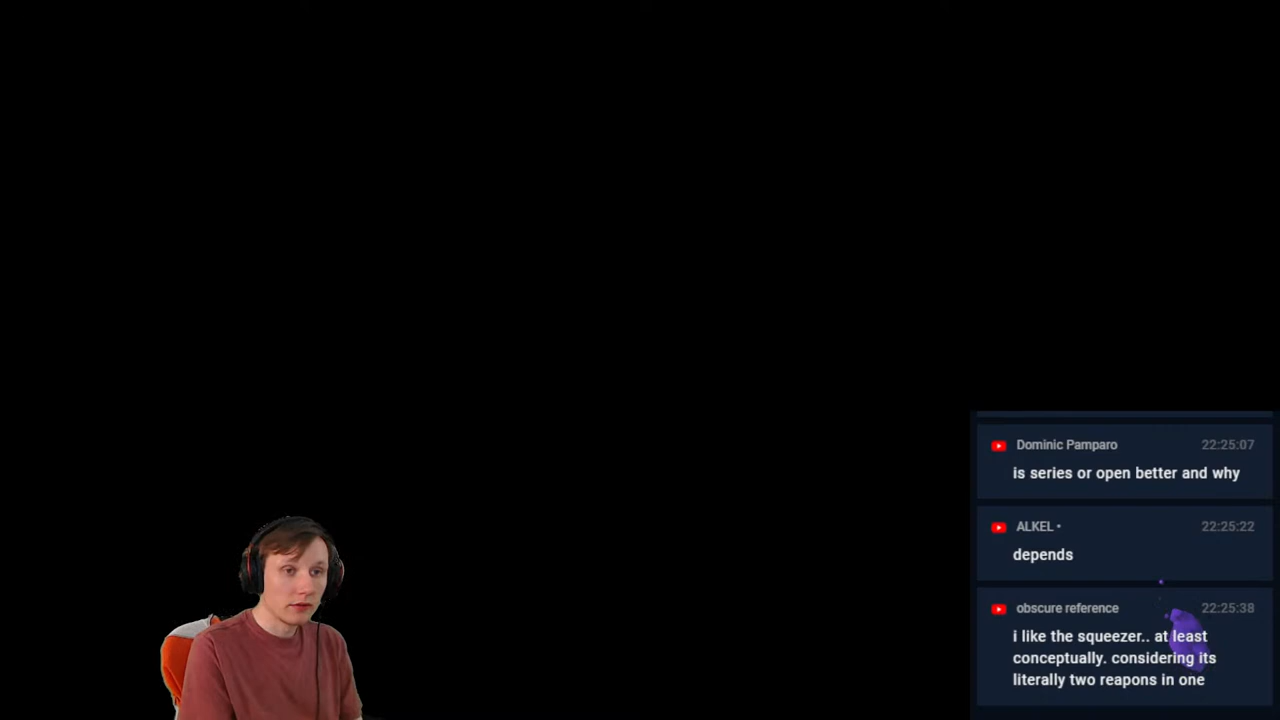 Dominic Pamparo 22:25:07
is series or open better and why
ALKEL • 22:25:22
depends
obscure reference 22:25:38
i like the squeezer.. at least
conceptually. considering its
literally two reapons in one